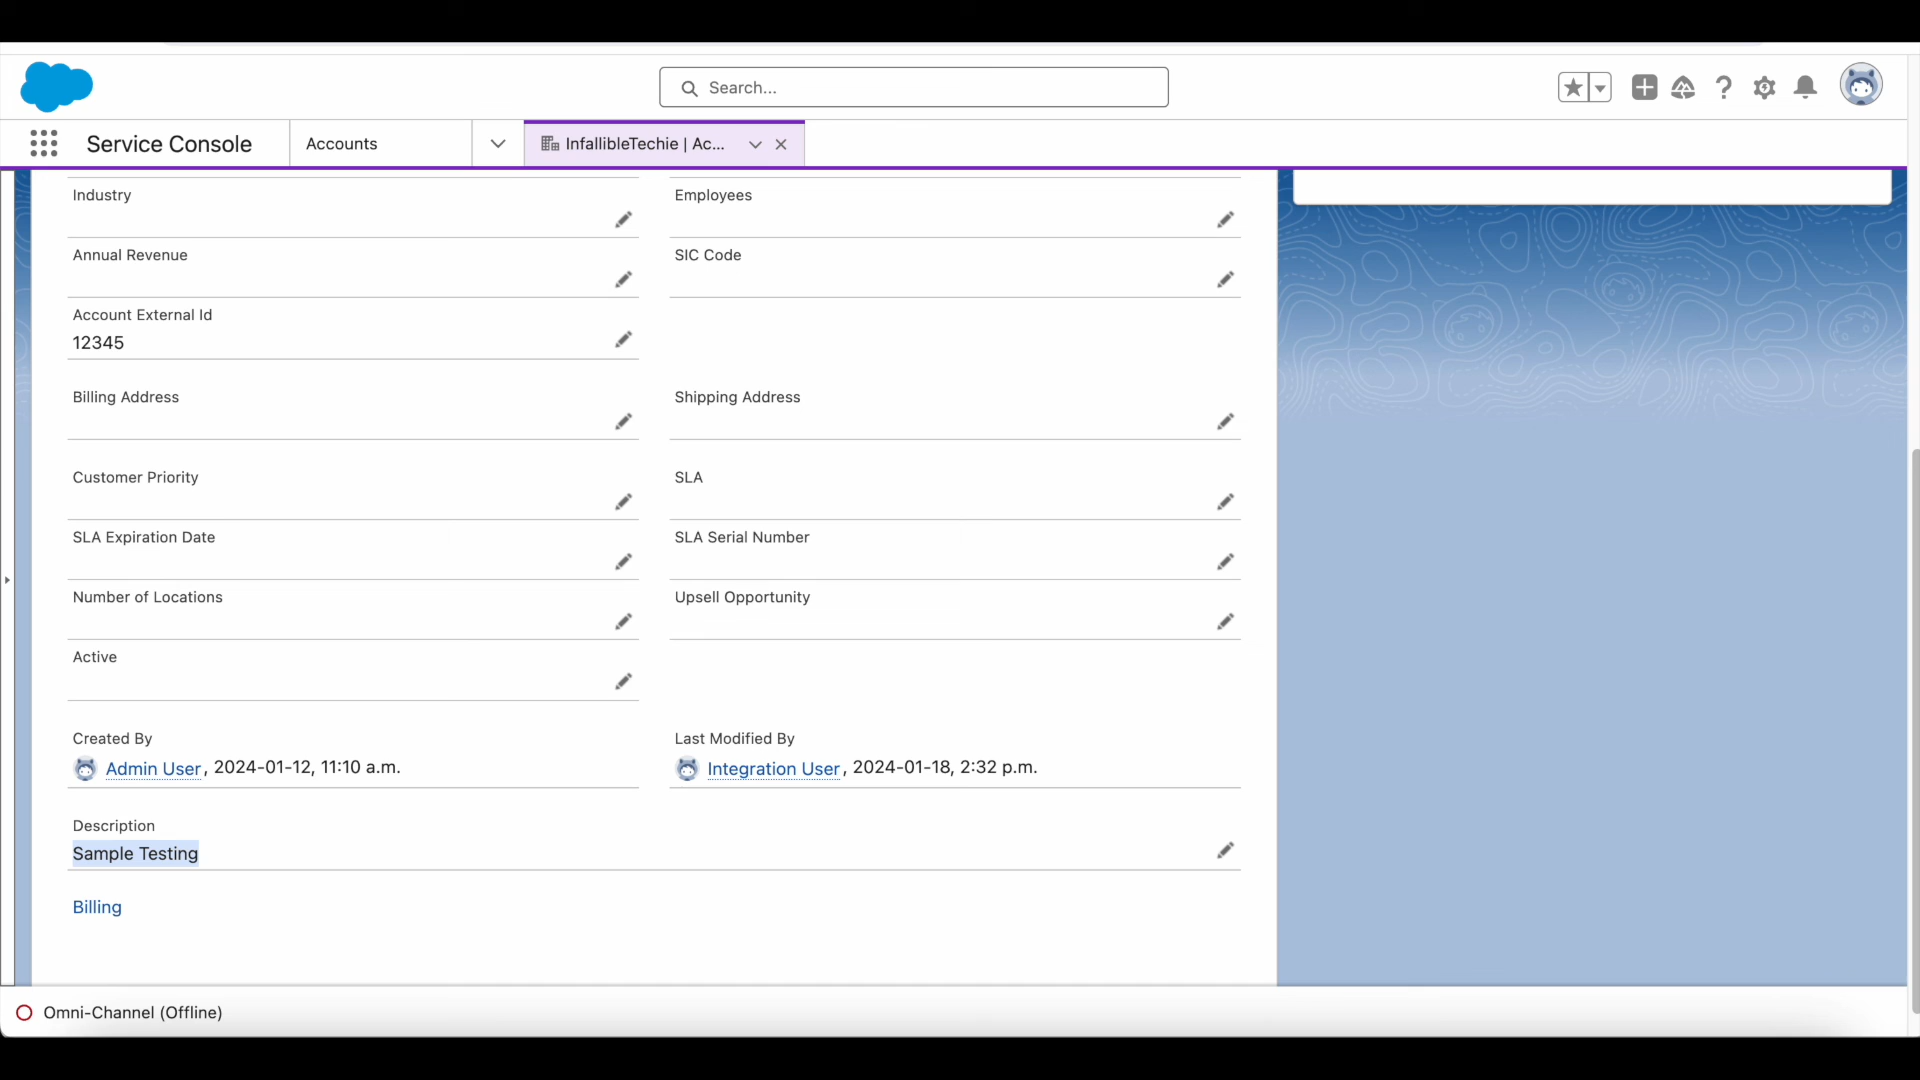 Search...
Service Console
Accounts
InfallibleTechie | Ac...
Industry
Employees
Annual Revenue
SIC Code
Account External Id
12345
Billing Address
Shipping Address
Customer Priority
SLA
SLA Expiration Date
SLA Serial Number
Number of Locations
Upsell Opportunity
Active
Created By
Last Modified By
Admin User, 2024-01-12, 11:10 a.m.
Integration User, 2024-01-18, 2:32 p.m.
Description
Sample Testing
Billing
Omni-Channel (Offline)